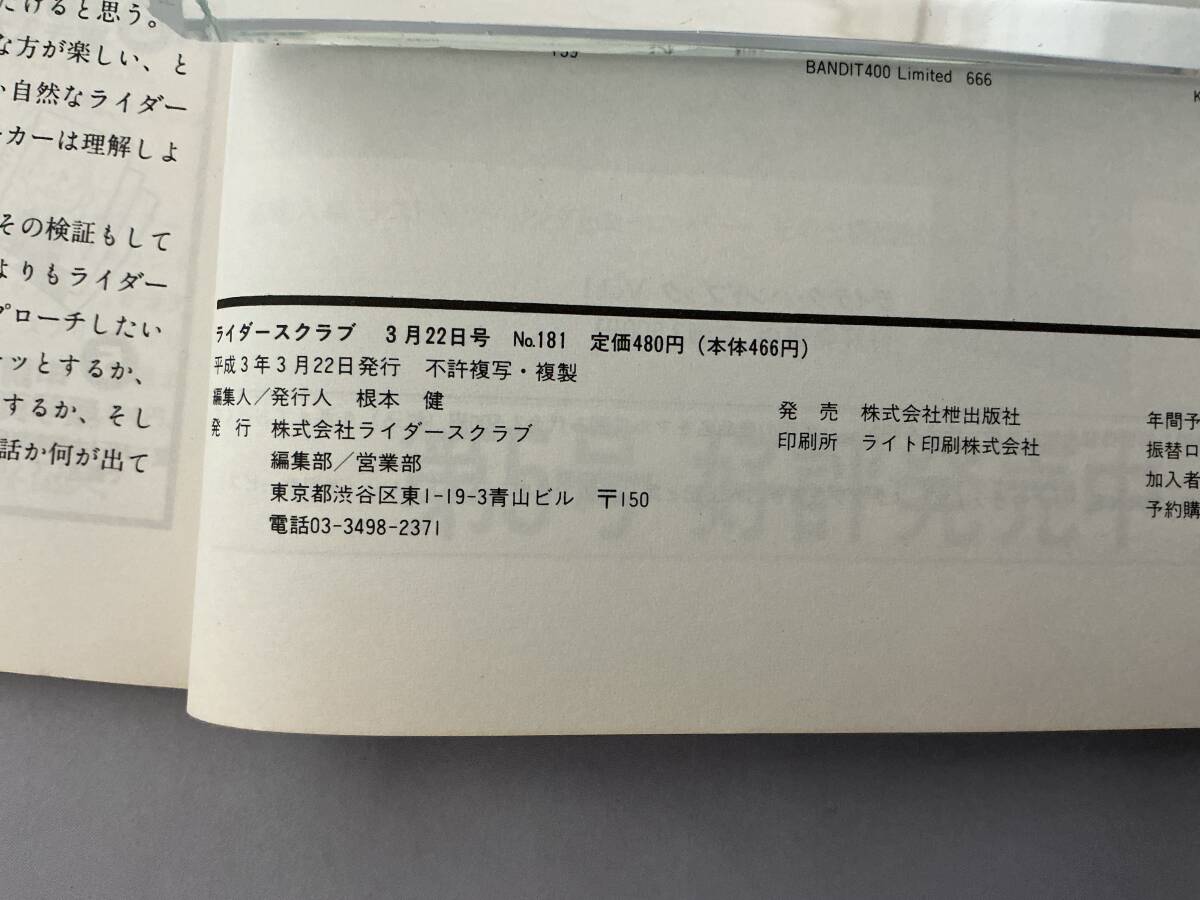 だけると思う。
な方が楽しい、と
い自然なライダー
ーカーは理解しよ
その検証もして
よりもライダー
プローチしたい
ッとするか、
するか、そし
話か何が出て
BANDIT400 Limited 666
ライダースクラブ 3月22日号 No.181 定価480円(本体466円)
平成3年3月22日発行 不許複写・複製
編集人/発行人 根本 健
発 行 株式会社ライダースクラブ
編集部/営業部
東京都渋谷区東1-19-3青山ビル 〒150
電話03-3498-2371
発 売 株式会社枻出版社
印刷所 ライト印刷株式会社
年間予
振替口
加入者
予約購